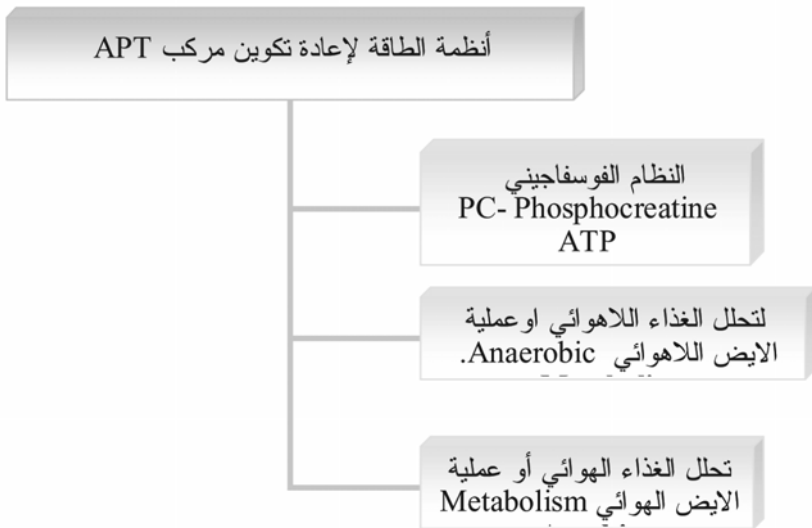 أنظمة الطاقة لإعادة تكوين مركب APT
النظام الفوسفاجيني
PC- Phosphocreatine
ATP
لتحلل الغذاء اللاهوائي اوعملية
الايض اللاهوائي Anaerobic.
تحلل الغذاء الهوائي أو عملية
الايض الهوائي Metabolism